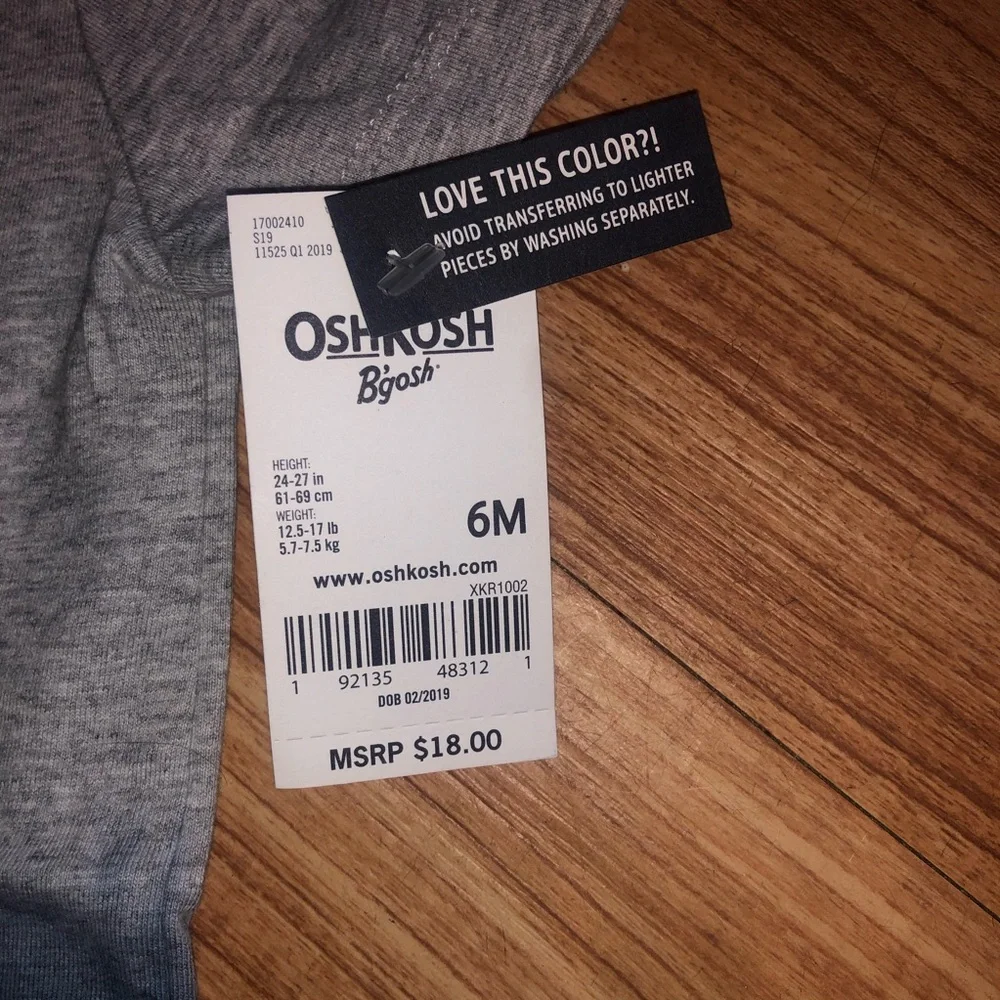 LOVE THIS COLOR?!
AVOID TRANSFERRING TO LIGHTER
PIECES BY WASHING SEPARATELY.
17002410
S19
11525 Q1 2019
OSHKOSH
B'gosh
HEIGHT:
24-27 in
61-69 cm
WEIGHT:
12.5-17 lb
5.7-7.5 kg
6M
www.oshkosh.com
XKR1002
1 92135 48312 1
DOB 02/2019
MSRP $18.00